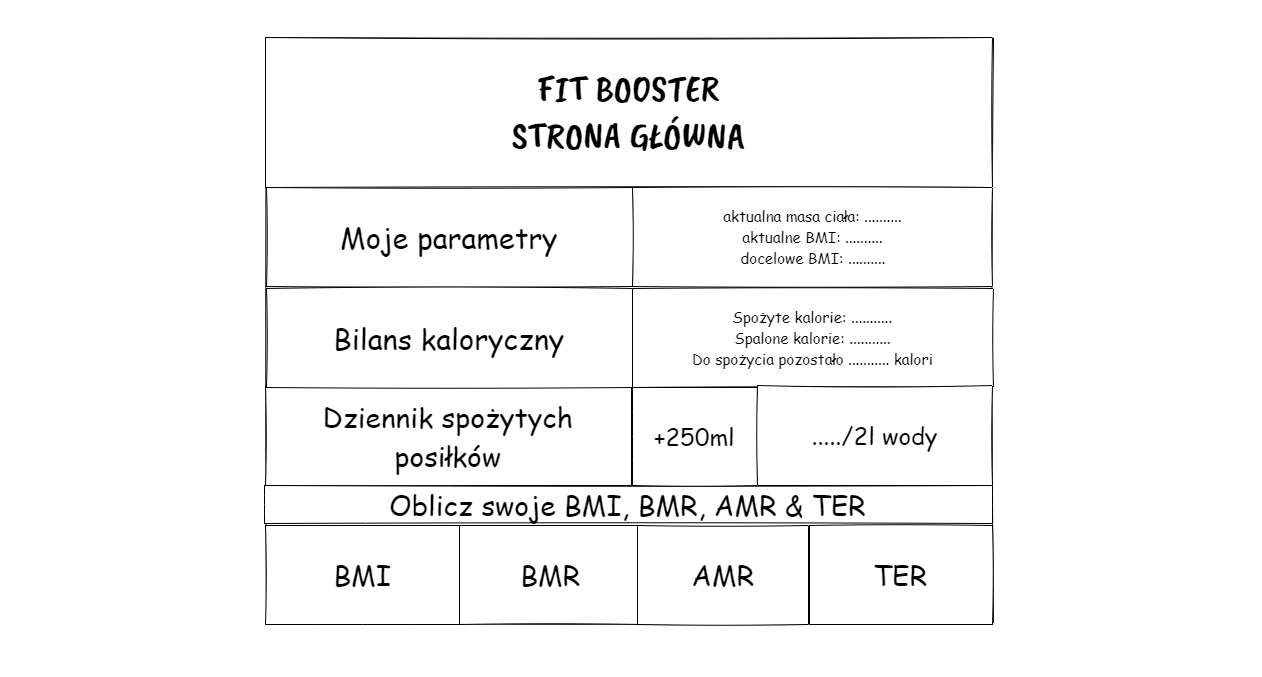 FIT BOOSTER
STRONA GŁÓWNA
Moje parametry
aktualna masa ciała: ..........
aktualne BMI: ..........
docelowe BMI: ..........
Bilans kaloryczny
Spożyte kalorie: ...........
Spalone kalorie: ...........
Do spożycia pozostało ........... kalori
Dziennik spożytych
posiłków
+250ml
...../2l wody
Oblicz swoje BMI, BMR, AMR & TER
BMI
BMR
AMR
TER